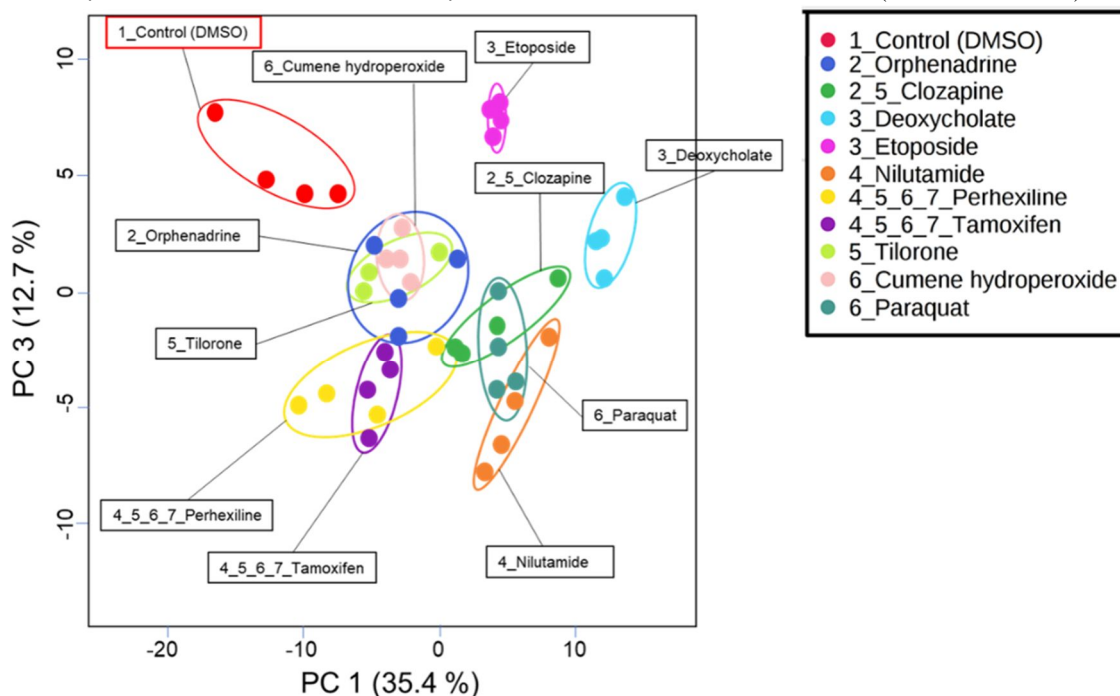 1_Control (DMSO)
6_Cumene hydroperoxide
3_Etoposide
3_Deoxycholate
2_5_Clozapine
2_Orphenadrine
5_Tilorone
6_Paraquat
4_5_6_7_Perhexiline
4_5_6_7_Tamoxifen
4_Nilutamide
10
5
0
-5
-10
PC 3 (12.7 %)
-20
-10
0
10
PC 1 (35.4 %)
1_Control (DMSO)
2_Orphenadrine
2_5_Clozapine
3_Deoxycholate
3_Etoposide
4_Nilutamide
4_5_6_7_Perhexiline
4_5_6_7_Tamoxifen
5_Tilorone
6_Cumene hydroperoxide
6_Paraquat